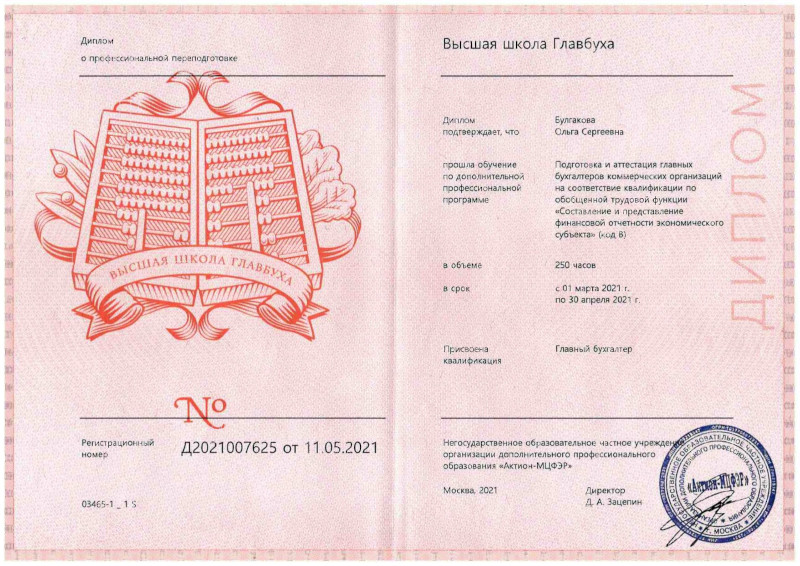 Диплом
о профессиональной переподготовке
ВЫСШАЯ ШКОЛА ГЛАВБУХА
№
Регистрационный
номер
Д2021007625 от 11.05.2021
03465-1 _ 1 S
Высшая школа Главбуха
Диплом
подтверждает, что
Булгакова
Ольга Сергеевна
прошла обучение
по дополнительной
профессиональной
программе
Подготовка и аттестация главных
бухгалтеров коммерческих организаций
на соответствие квалификации по
обобщенной трудовой функции
«Составление и представление
финансовой отчетности экономического
субъекта» (код В)
в объеме
250 часов
в срок
с 01 марта 2021 г.
по 30 апреля 2021 г.
Присвоена
квалификация
Главный бухгалтер
Негосударственное образовательное частное учреждение
организации дополнительного профессионального
образования «Актион-МЦФЭР»
Москва, 2021
Директор
Д. А. Зацепин
ДИПЛОМ
«Актион-МЦФЭР»
Г. МОСКВА